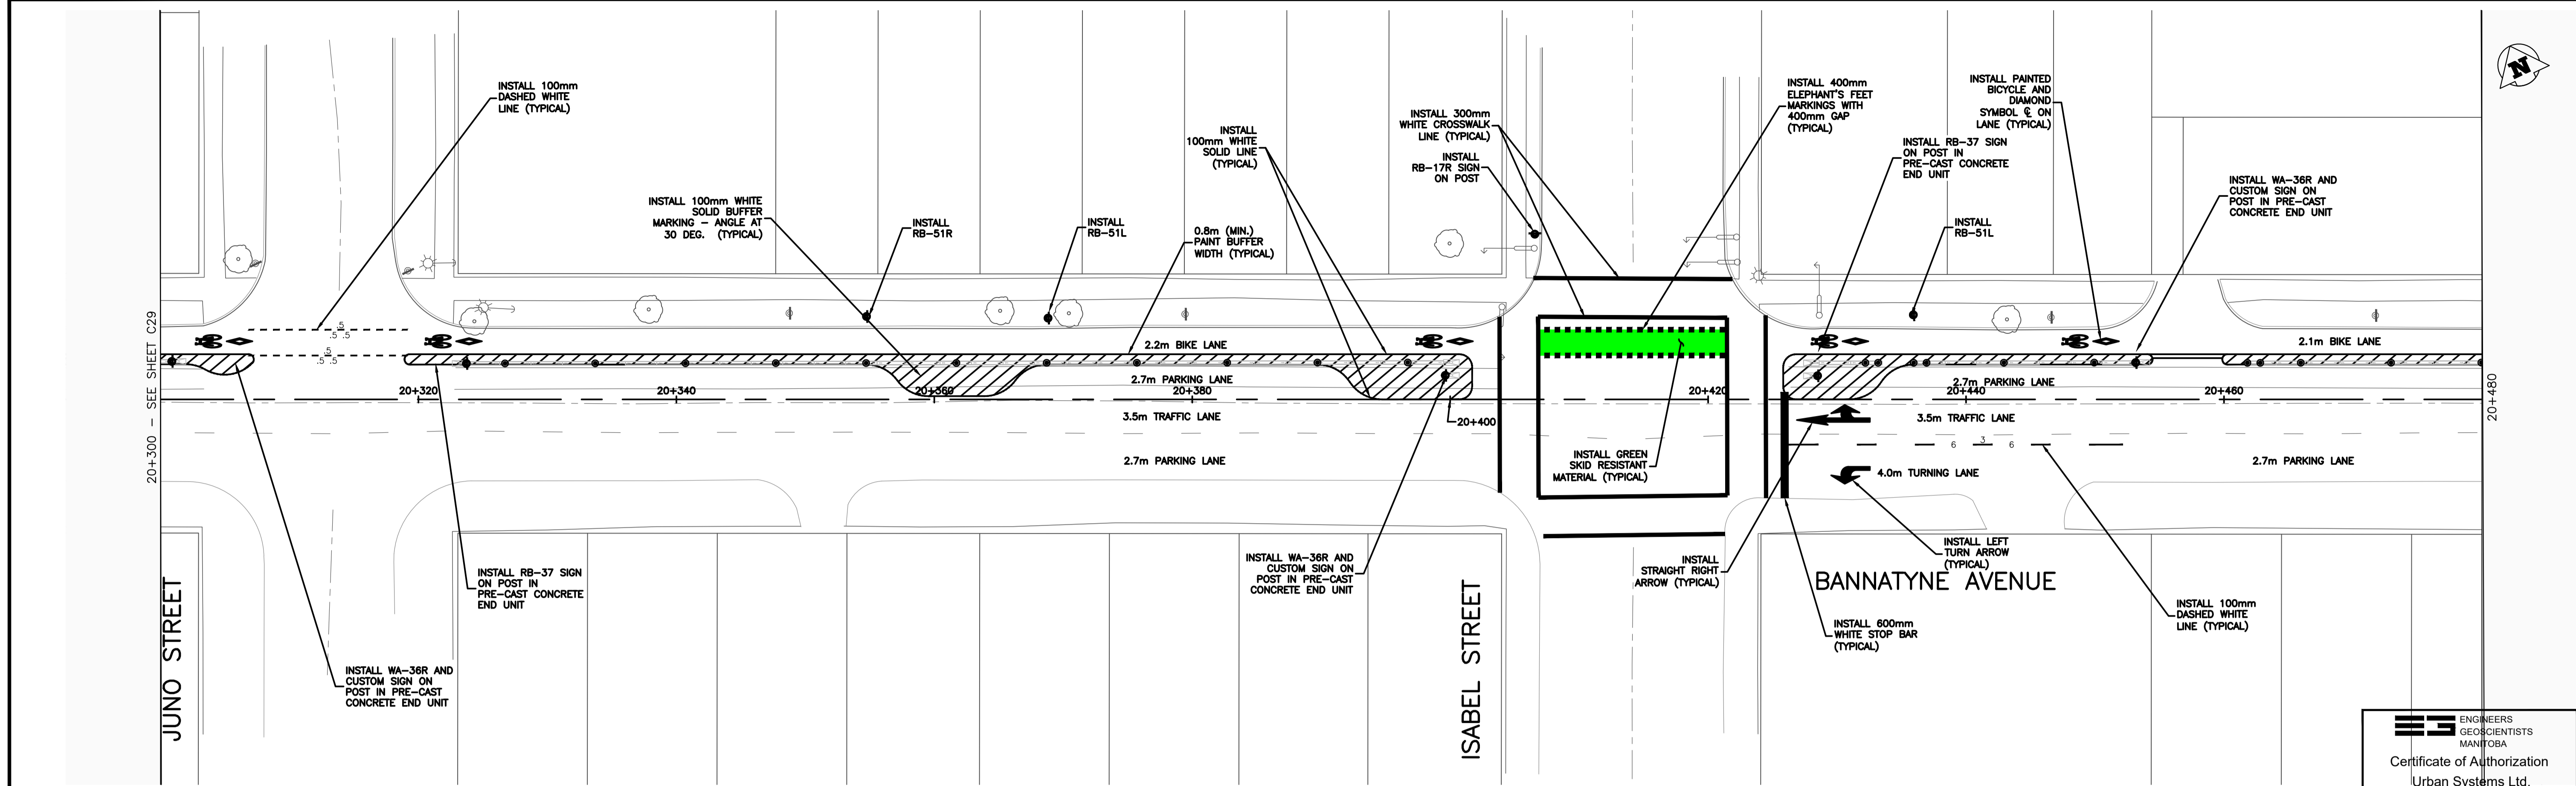 INSTALL 100mm
DASHED WHITE
LINE (TYPICAL)
INSTALL 100mm WHITE
SOLID BUFFER
MARKING – ANGLE AT
30 DEG. (TYPICAL)
INSTALL
RB–51R
INSTALL
RB–51L
0.8m (MIN.)
PAINT BUFFER
WIDTH (TYPICAL)
INSTALL
100mm WHITE
SOLID LINE
(TYPICAL)
INSTALL 300mm
WHITE CROSSWALK
LINE (TYPICAL)
INSTALL
RB–17R SIGN
ON POST
INSTALL 400mm
ELEPHANT'S FEET
MARKINGS WITH
400mm GAP
(TYPICAL)
INSTALL PAINTED
BICYCLE AND
DIAMOND
SYMBOL ℄ ON
LANE (TYPICAL)
INSTALL RB–37 SIGN
ON POST IN
PRE–CAST CONCRETE
END UNIT
INSTALL
RB–51L
INSTALL WA–36R AND
CUSTOM SIGN ON
POST IN PRE–CAST
CONCRETE END UNIT
N
20+300 – SEE SHEET C29
.5
.5 .5
.5
.5 .5
2.2m BIKE LANE
2.1m BIKE LANE
2.7m PARKING LANE
2.7m PARKING LANE
20+320
20+340
20+360
20+380
20+400
20+420
20+440
20+460
20+480
3.5m TRAFFIC LANE
3.5m TRAFFIC LANE
6 3 6
2.7m PARKING LANE
2.7m PARKING LANE
4.0m TURNING LANE
INSTALL GREEN
SKID RESISTANT
MATERIAL (TYPICAL)
INSTALL RB–37 SIGN
ON POST IN
PRE–CAST CONCRETE
END UNIT
INSTALL WA–36R AND
CUSTOM SIGN ON
POST IN PRE–CAST
CONCRETE END UNIT
INSTALL WA–36R AND
CUSTOM SIGN ON
POST IN PRE–CAST
CONCRETE END UNIT
INSTALL
STRAIGHT RIGHT
ARROW (TYPICAL)
INSTALL LEFT
TURN ARROW
(TYPICAL)
INSTALL 600mm
WHITE STOP BAR
(TYPICAL)
INSTALL 100mm
DASHED WHITE
LINE (TYPICAL)
JUNO STREET
ISABEL STREET
BANNATYNE AVENUE
ENGINEERS
GEOSCIENTISTS
MANITOBA
Certificate of Authorization
Urban Systems Ltd.